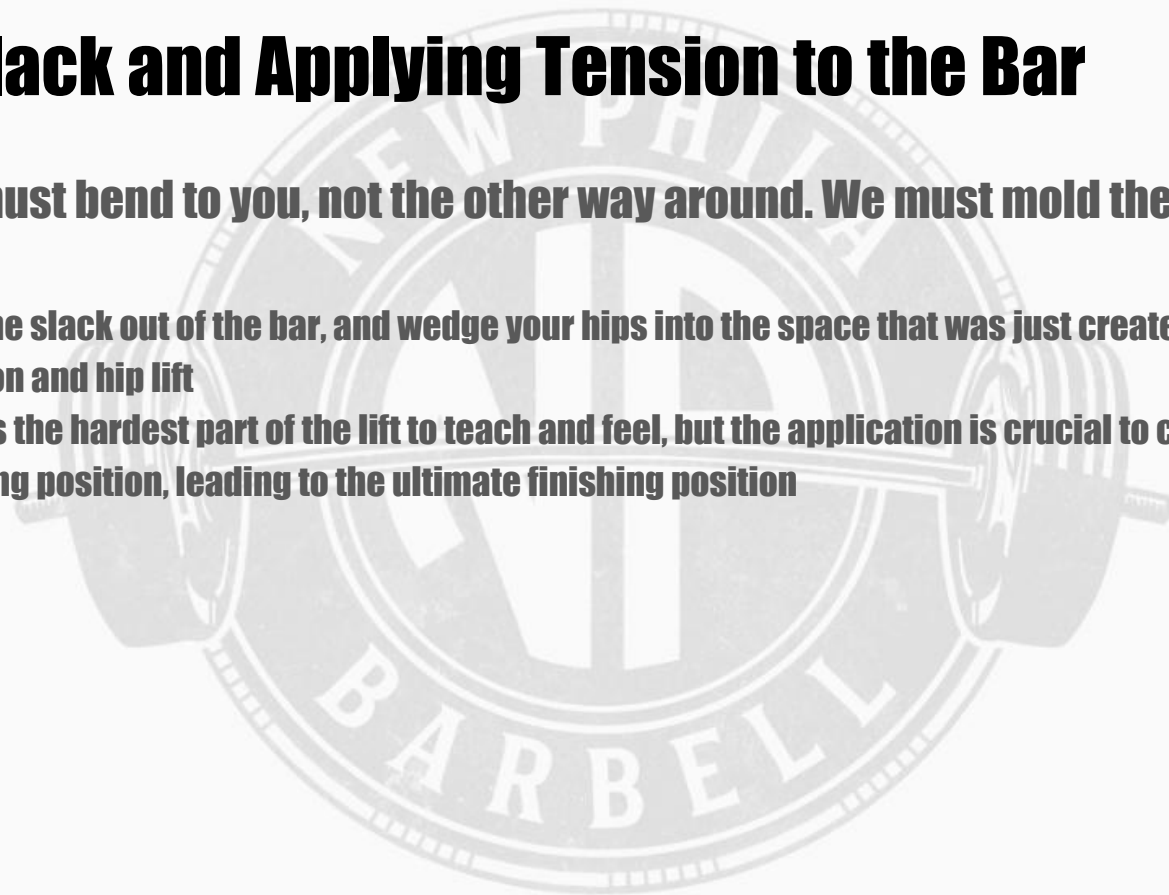 lack and Applying Tension to the Bar
NEW PHILA
must bend to you, not the other way around. We must mold the
he slack out of the bar, and wedge your hips into the space that was just create
on and hip lift
s the hardest part of the lift to teach and feel, but the application is crucial to c
ng position, leading to the ultimate finishing position
NP
BARBELL